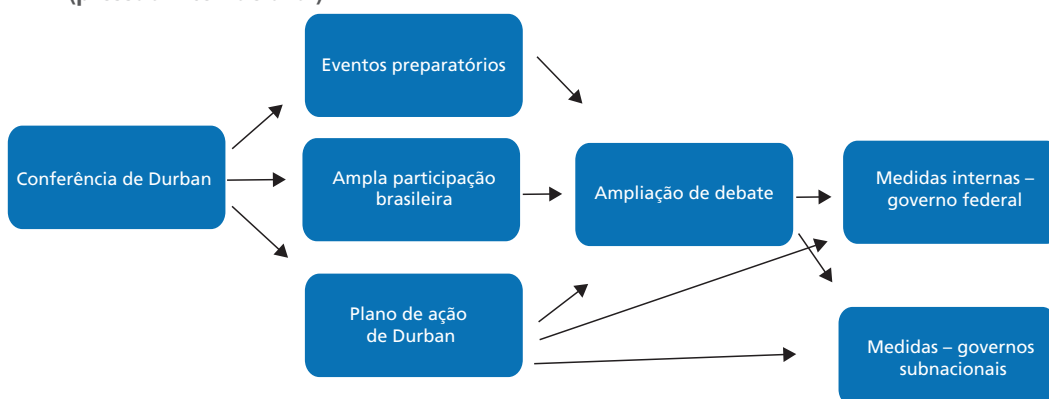 Eventos preparatórios
Conferência de Durban
Ampla participação
brasileira
Ampliação de debate
Medidas internas –
governo federal
Plano de ação
de Durban
Medidas – governos
subnacionais